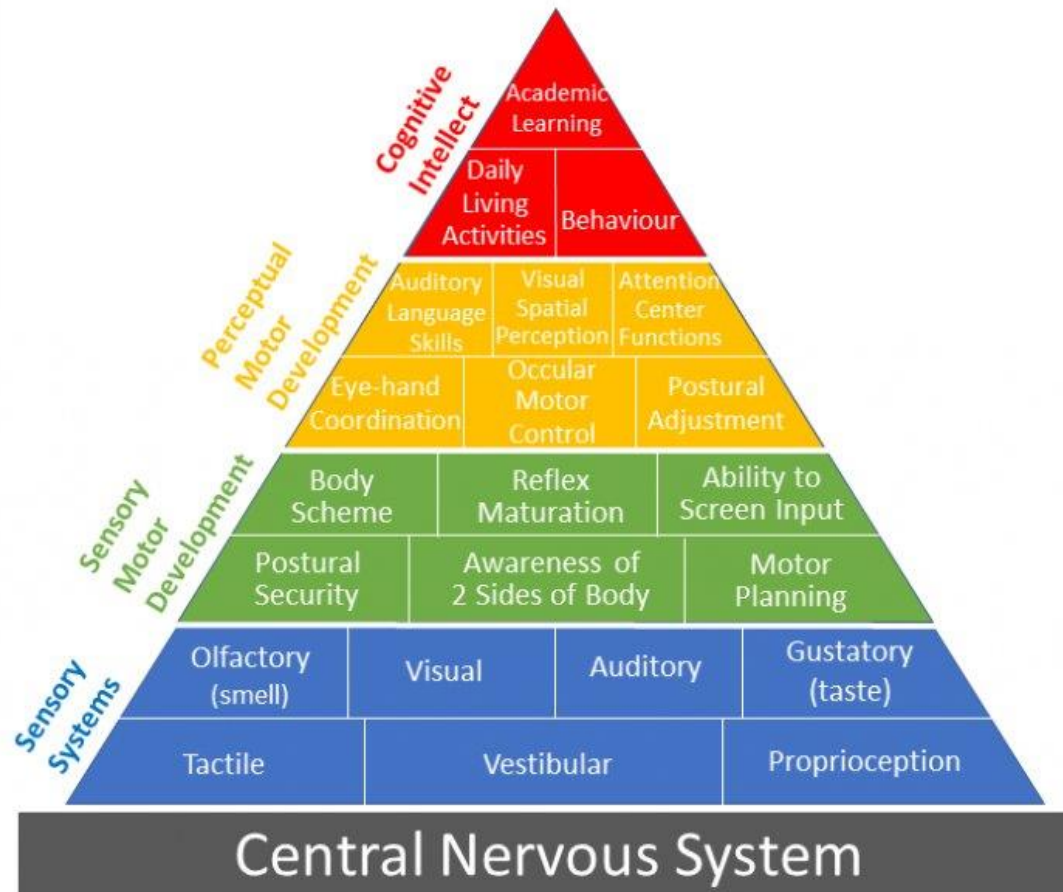 Cognitive
Intellect
Academic
Learning
Daily
Living
Activities
Behaviour
Perceptual
Motor
Development
Auditory
Language
Skills
Visual
Spatial
Perception
Attention
Center
Functions
Eye-hand
Coordination
Occular
Motor
Control
Postural
Adjustment
Sensory
Motor
Development
Body
Scheme
Reflex
Maturation
Ability to
Screen Input
Postural
Security
Awareness of
2 Sides of Body
Motor
Planning
Sensory
Systems
Olfactory
(smell)
Visual
Auditory
Gustatory
(taste)
Tactile
Vestibular
Proprioception
Central Nervous System